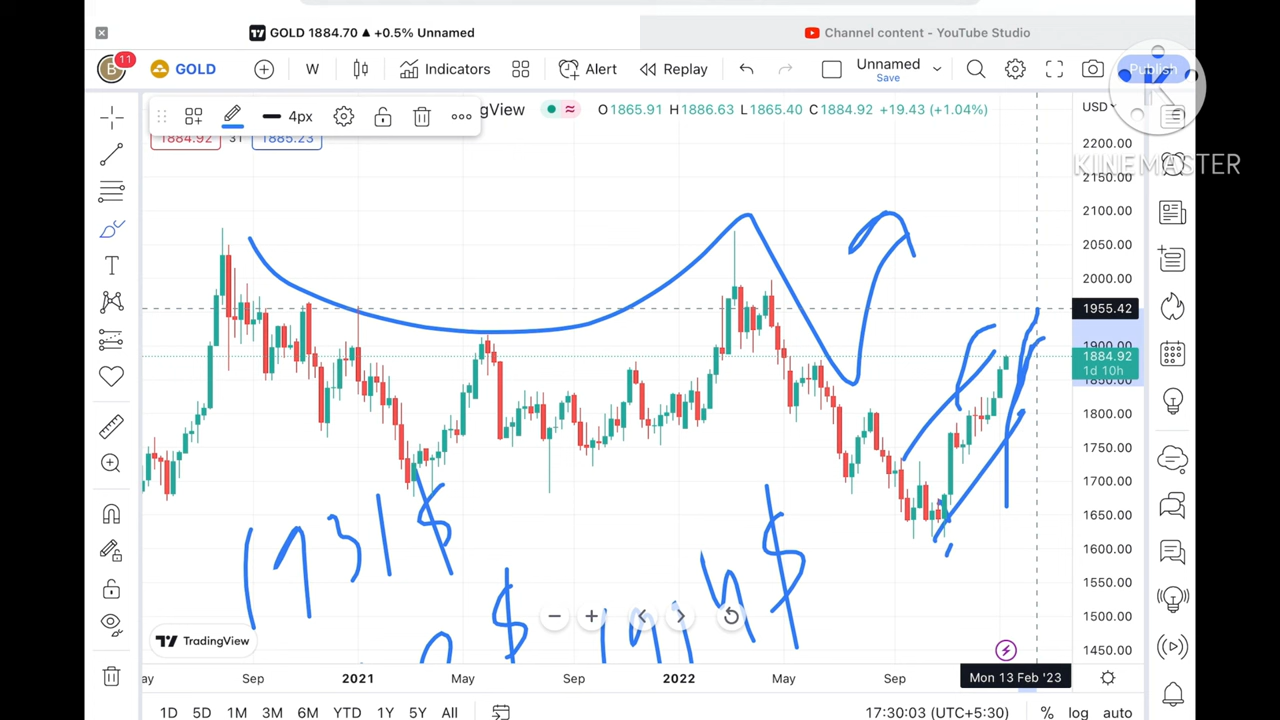 GOLD 1884.70 ▲ +0.5% Unnamed
Channel content - YouTube Studio
11
B
GOLD
W
Indicators
Alert
Replay
Unnamed
Save
Publish
4px
gView
O1865.91 H1886.63 L1865.40 C1884.92 +19.43 (+1.04%)
USD
1884.92
31
1885.23
K
KINEMASTER
2200.00
2150.00
2100.00
2050.00
2000.00
1955.42
1900.00
1884.92
1d 10h
1850.00
1800.00
1750.00
1700.00
1650.00
1600.00
1550.00
1500.00
1450.00
$
$
$
TradingView
ay
Sep
2021
May
Sep
2022
May
Sep
Mon 13 Feb '23
1D
5D
1M
3M
6M
YTD
1Y
5Y
All
17:30:03 (UTC+5:30)
%
log
auto